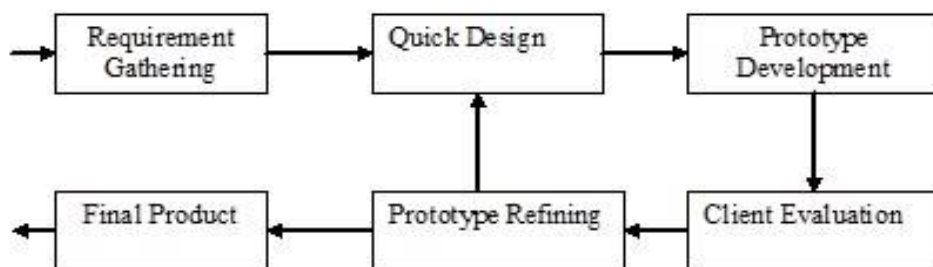 Requirement
Gathering
Quick Design
Prototype
Development
Final Product
Prototype Refining
Client Evaluation